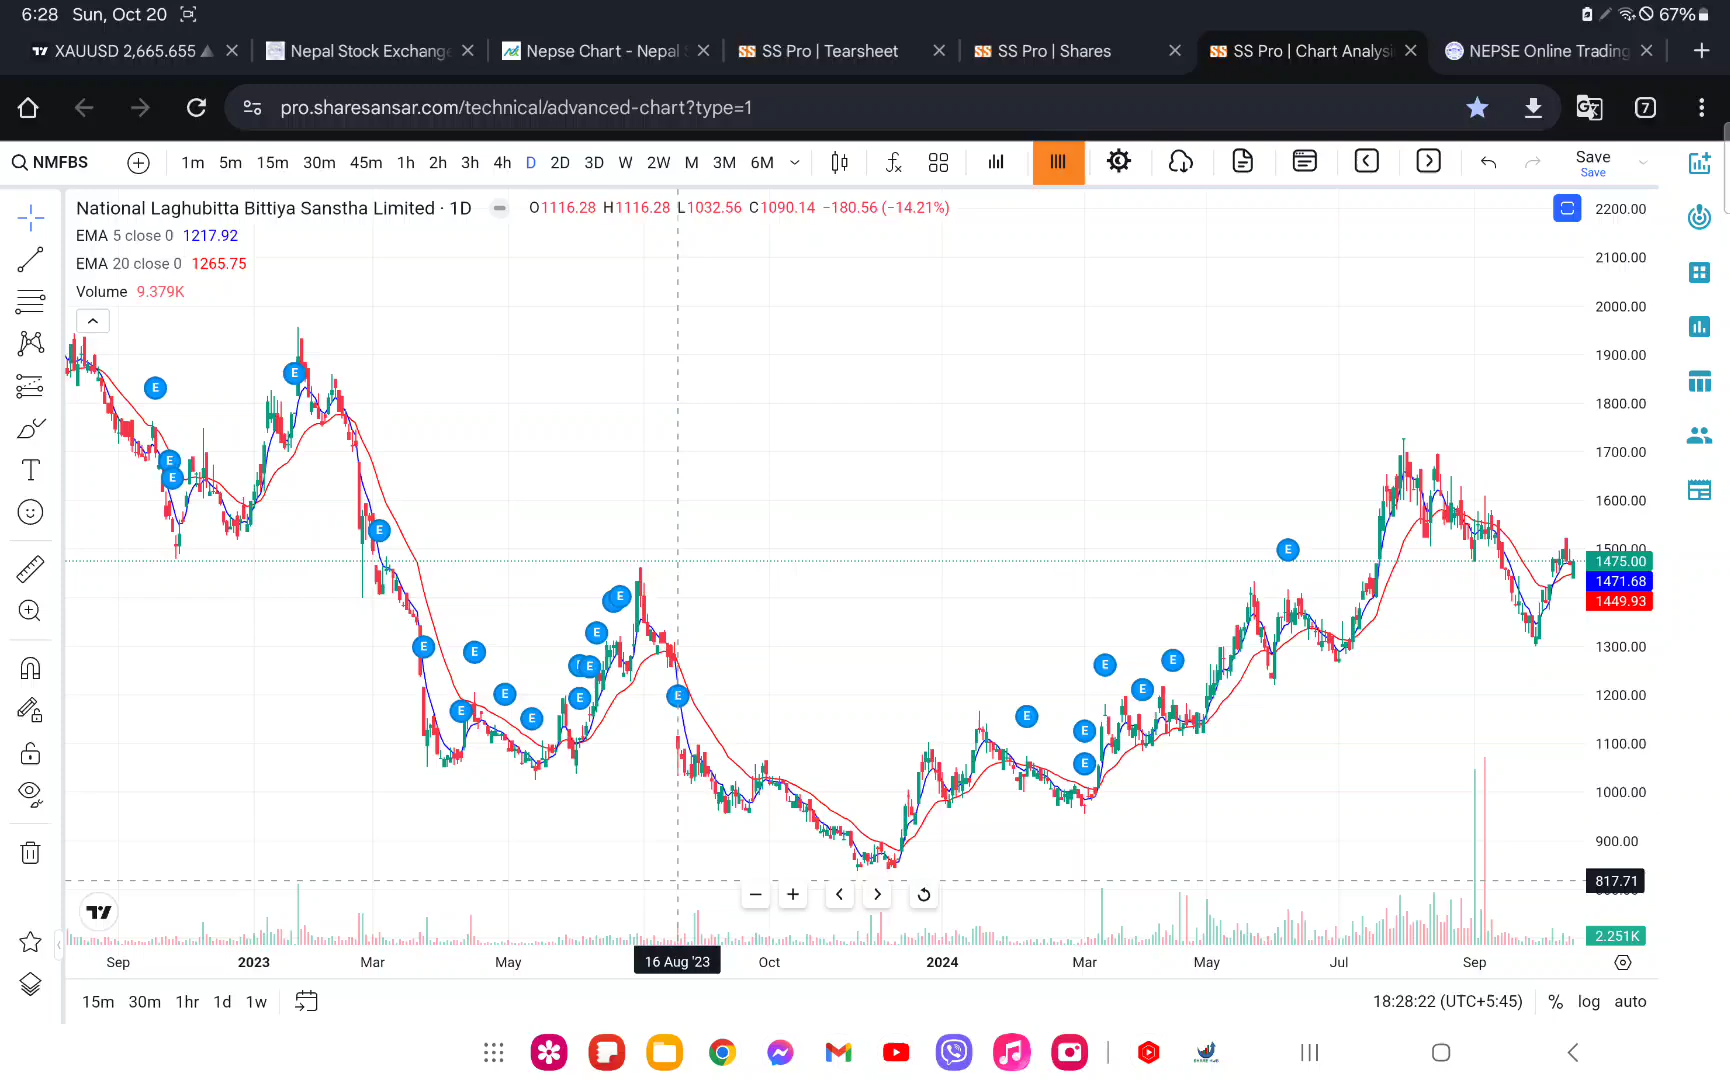 6:28 Sun, Oct 20 67%
XAUUSD 2,665.655 Nepal Stock Exchange Nepse Chart - Nepal S SS Pro | Tearsheet SS Pro | Shares SS Pro | Chart Analysi NEPSE Online Trading
pro.sharesansar.com/technical/advanced-chart?type=1 7
NMFBS 1m 5m 15m 30m 45m 1h 2h 3h 4h D 2D 3D W 2W M 3M 6M Save
Save
National Laghubitta Bittiya Sanstha Limited · 1D O1116.28 H1116.28 L1032.56 C1090.14 −180.56 (−14.21%)
EMA 5 close 0 1217.92
EMA 20 close 0 1265.75
Volume 9.379K
2200.00
2100.00
2000.00
1900.00
1800.00
1700.00
1600.00
1500.00
1475.00
1471.68
1449.93
1300.00
1200.00
1100.00
1000.00
900.00
817.71
2.251K
E E E E E E E E E E E E E E E E E E E E E E E E
Sep 2023 Mar May 16 Aug '23 Oct 2024 Mar May Jul Sep
15m 30m 1hr 1d 1w 18:28:22 (UTC+5:45) % log auto